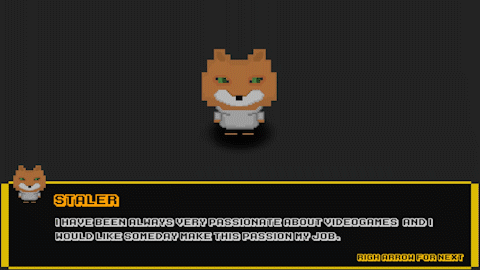 STALER
I HAVE BEEN ALWAYS VERY PASSIONATE ABOUT VIDEOGAMES AND I
WOULD LIKE SOMEDAY MAKE THIS PASSION MY JOB.
RIGH ARROW FOR NEXT